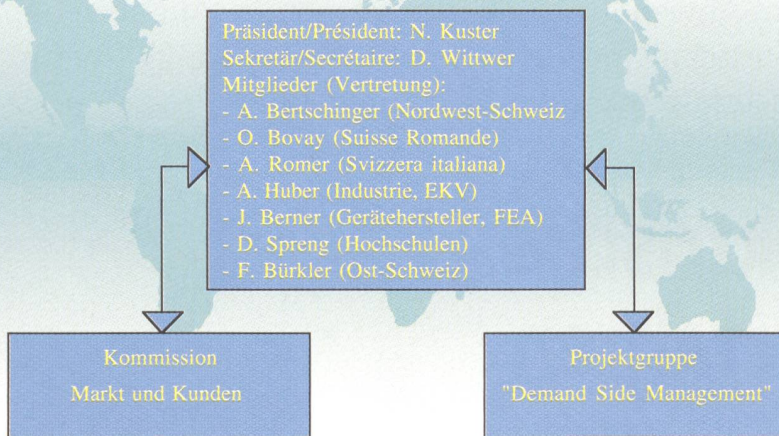 Präsident/Président: N. Kuster
Sekretär/Secrétaire: D. Wittwer
Mitglieder (Vertretung):
- A. Bertschinger (Nordwest-Schweiz
- O. Bovay (Suisse Romande)
- A. Romer (Svizzera italiana)
- A. Huber (Industrie, EKV)
- J. Berner (Gerätehersteller, FEA)
- D. Spreng (Hochschulen)
- F. Bürkler (Ost-Schweiz)
Kommission
Markt und Kunden
Projektgruppe
"Demand Side Management"